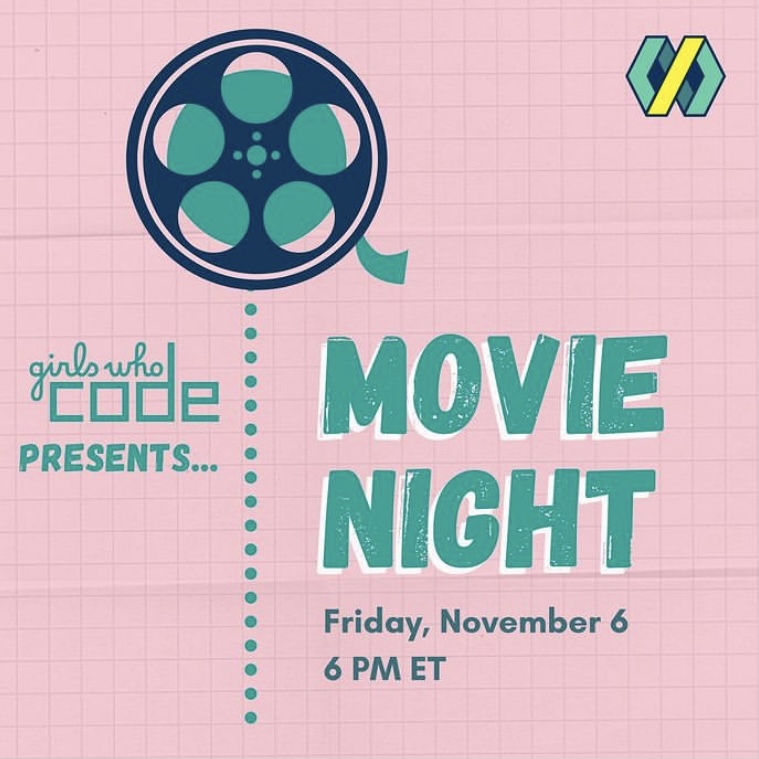 girls who
code
PRESENTS...
MOVIE
NIGHT
Friday, November 6
6 PM ET